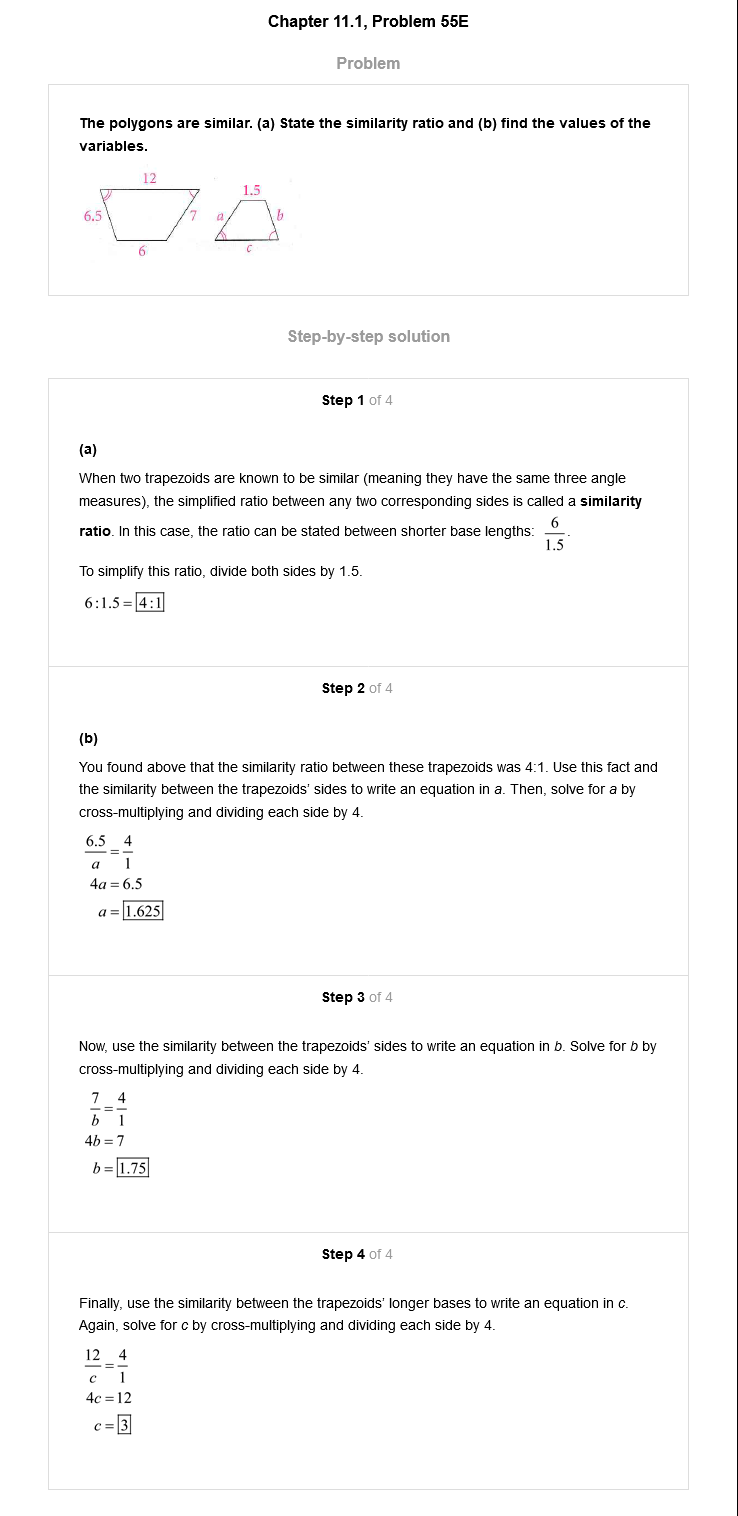 Chapter 11.1, Problem 55E
Problem
The polygons are similar. (a) State the similarity ratio and (b) find the values of the
variables.
12
1.5
6.5
7
a
b
6
c
Step-by-step solution
Step 1 of 4
(a)
When two trapezoids are known to be similar (meaning they have the same three angle
measures), the simplified ratio between any two corresponding sides is called a similarity
ratio. In this case, the ratio can be stated between shorter base lengths: 6/1.5.
To simplify this ratio, divide both sides by 1.5.
6:1.5 = 4:1
Step 2 of 4
(b)
You found above that the similarity ratio between these trapezoids was 4:1. Use this fact and
the similarity between the trapezoids' sides to write an equation in a. Then, solve for a by
cross-multiplying and dividing each side by 4.
6.5/a = 4/1
4a = 6.5
a = 1.625
Step 3 of 4
Now, use the similarity between the trapezoids' sides to write an equation in b. Solve for b by
cross-multiplying and dividing each side by 4.
7/b = 4/1
4b = 7
b = 1.75
Step 4 of 4
Finally, use the similarity between the trapezoids' longer bases to write an equation in c.
Again, solve for c by cross-multiplying and dividing each side by 4.
12/c = 4/1
4c = 12
c = 3